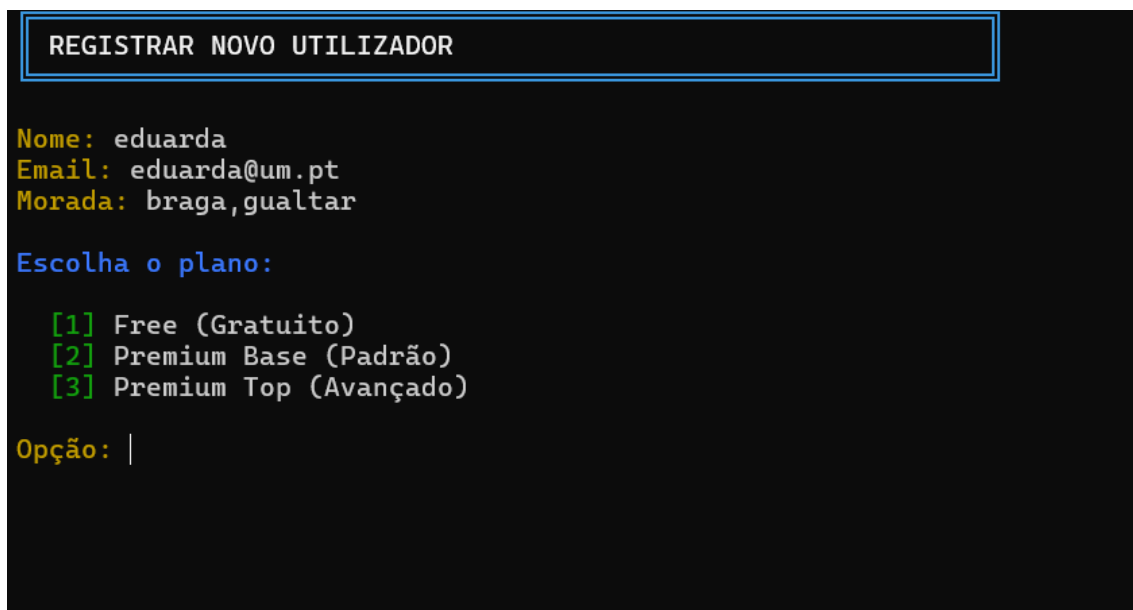 REGISTRAR NOVO UTILIZADOR
Nome: eduarda
Email: eduarda@um.pt
Morada: braga,gualtar
Escolha o plano:
[1] Free (Gratuito)
[2] Premium Base (Padrão)
[3] Premium Top (Avançado)
Opção: